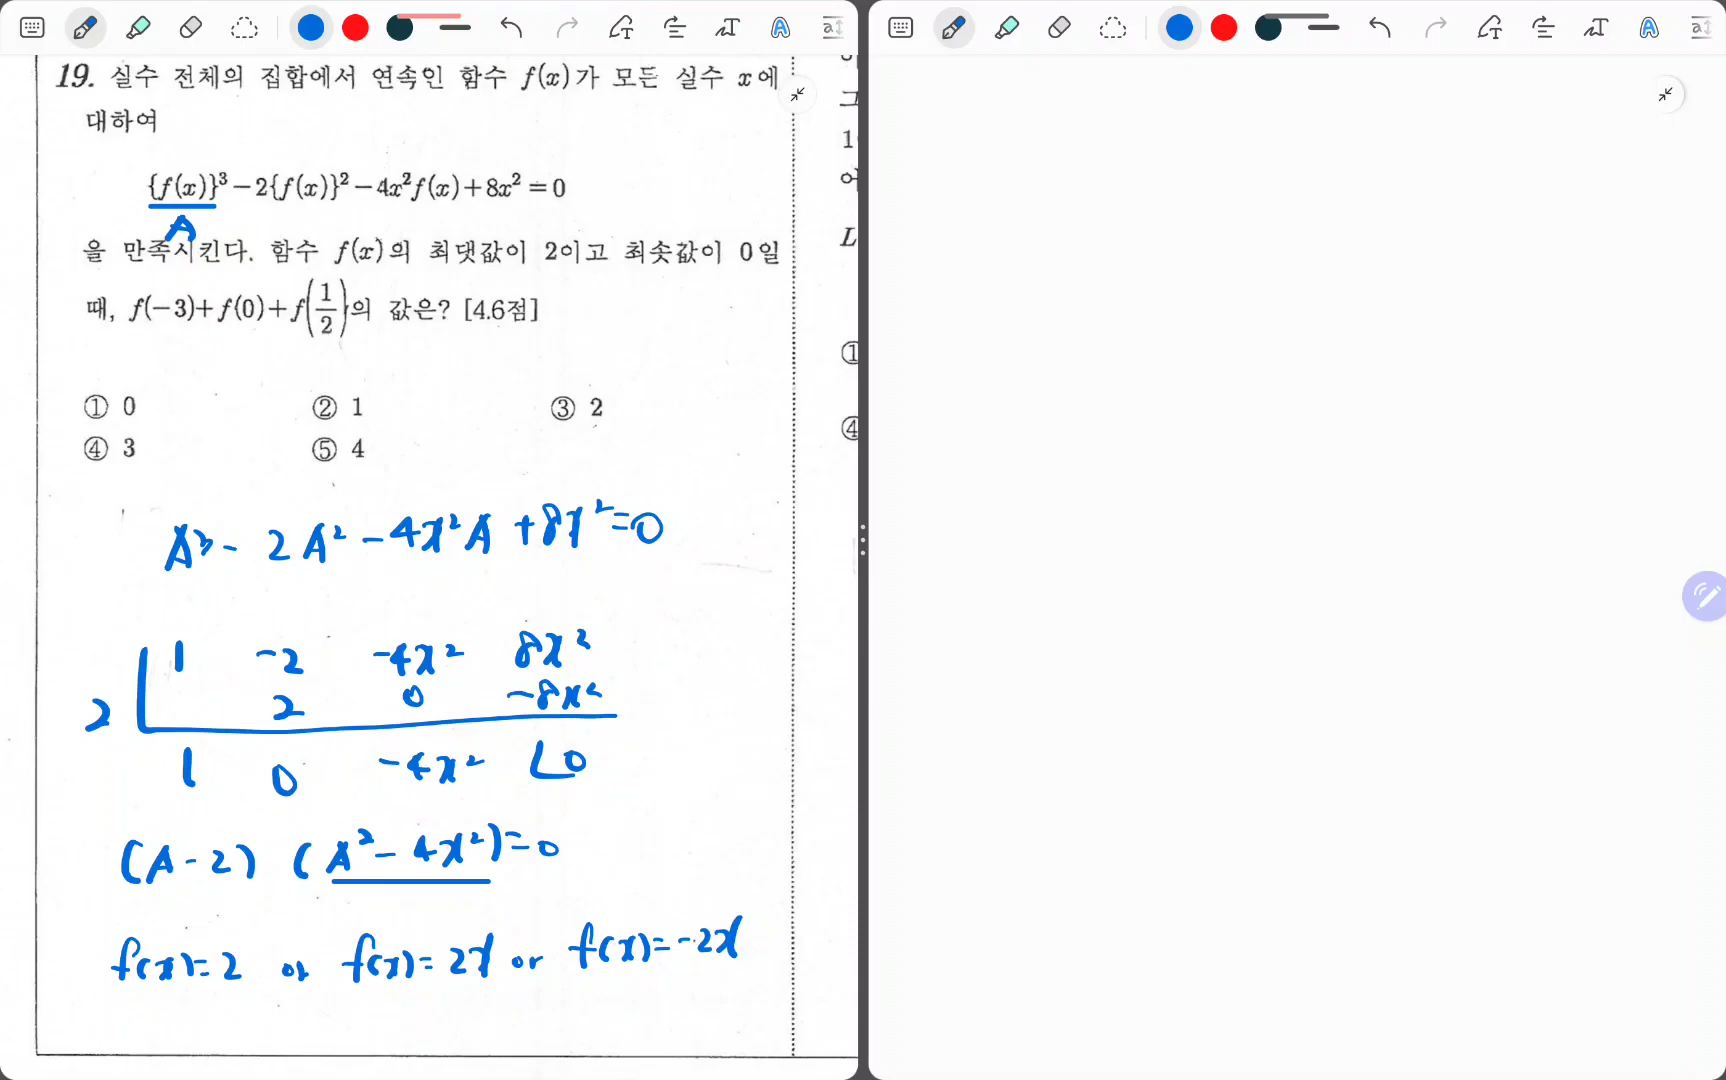 19. 실수 전체의 집합에서 연속인 함수 f(x)가 모든 실수 x에
대하여
{f(x)}³-2{f(x)}²-4x²f(x)+8x²=0
A
을 만족시킨다. 함수 f(x)의 최댓값이 2이고 최솟값이 0일
때, f(-3)+f(0)+f(1/2)의 값은? [4.6점]
① 0 ② 1 ③ 2
④ 3 ⑤ 4
A³- 2A² -4x²A +8x²=0
1 -2 -4x² 8x²
2 2 0 -8x²
1 0 -4x² 0
(A-2) (A²-4x²)=0
f(x)=2 or f(x)=2x or f(x)=-2x
그
1
L
①
④